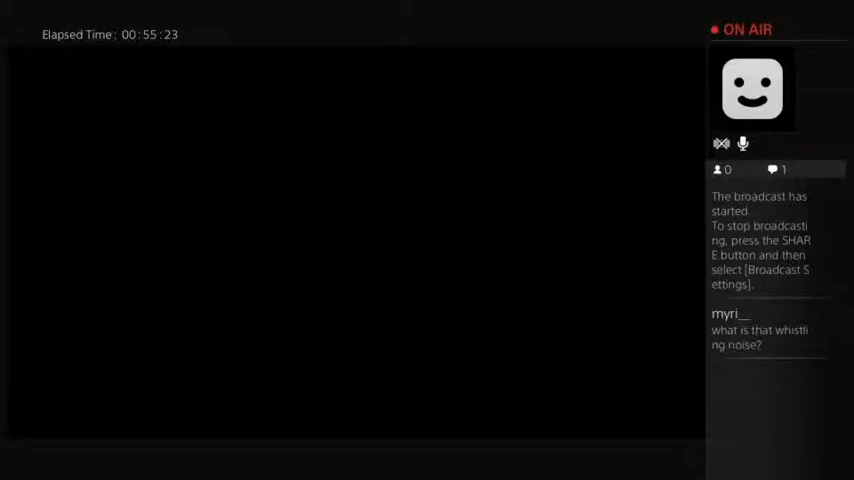 Elapsed Time : 00:55:23
ON AIR
0 1
The broadcast has
started.
To stop broadcasti
ng, press the SHAR
E button and then
select [Broadcast S
ettings].
myri__
what is that whistli
ng noise?